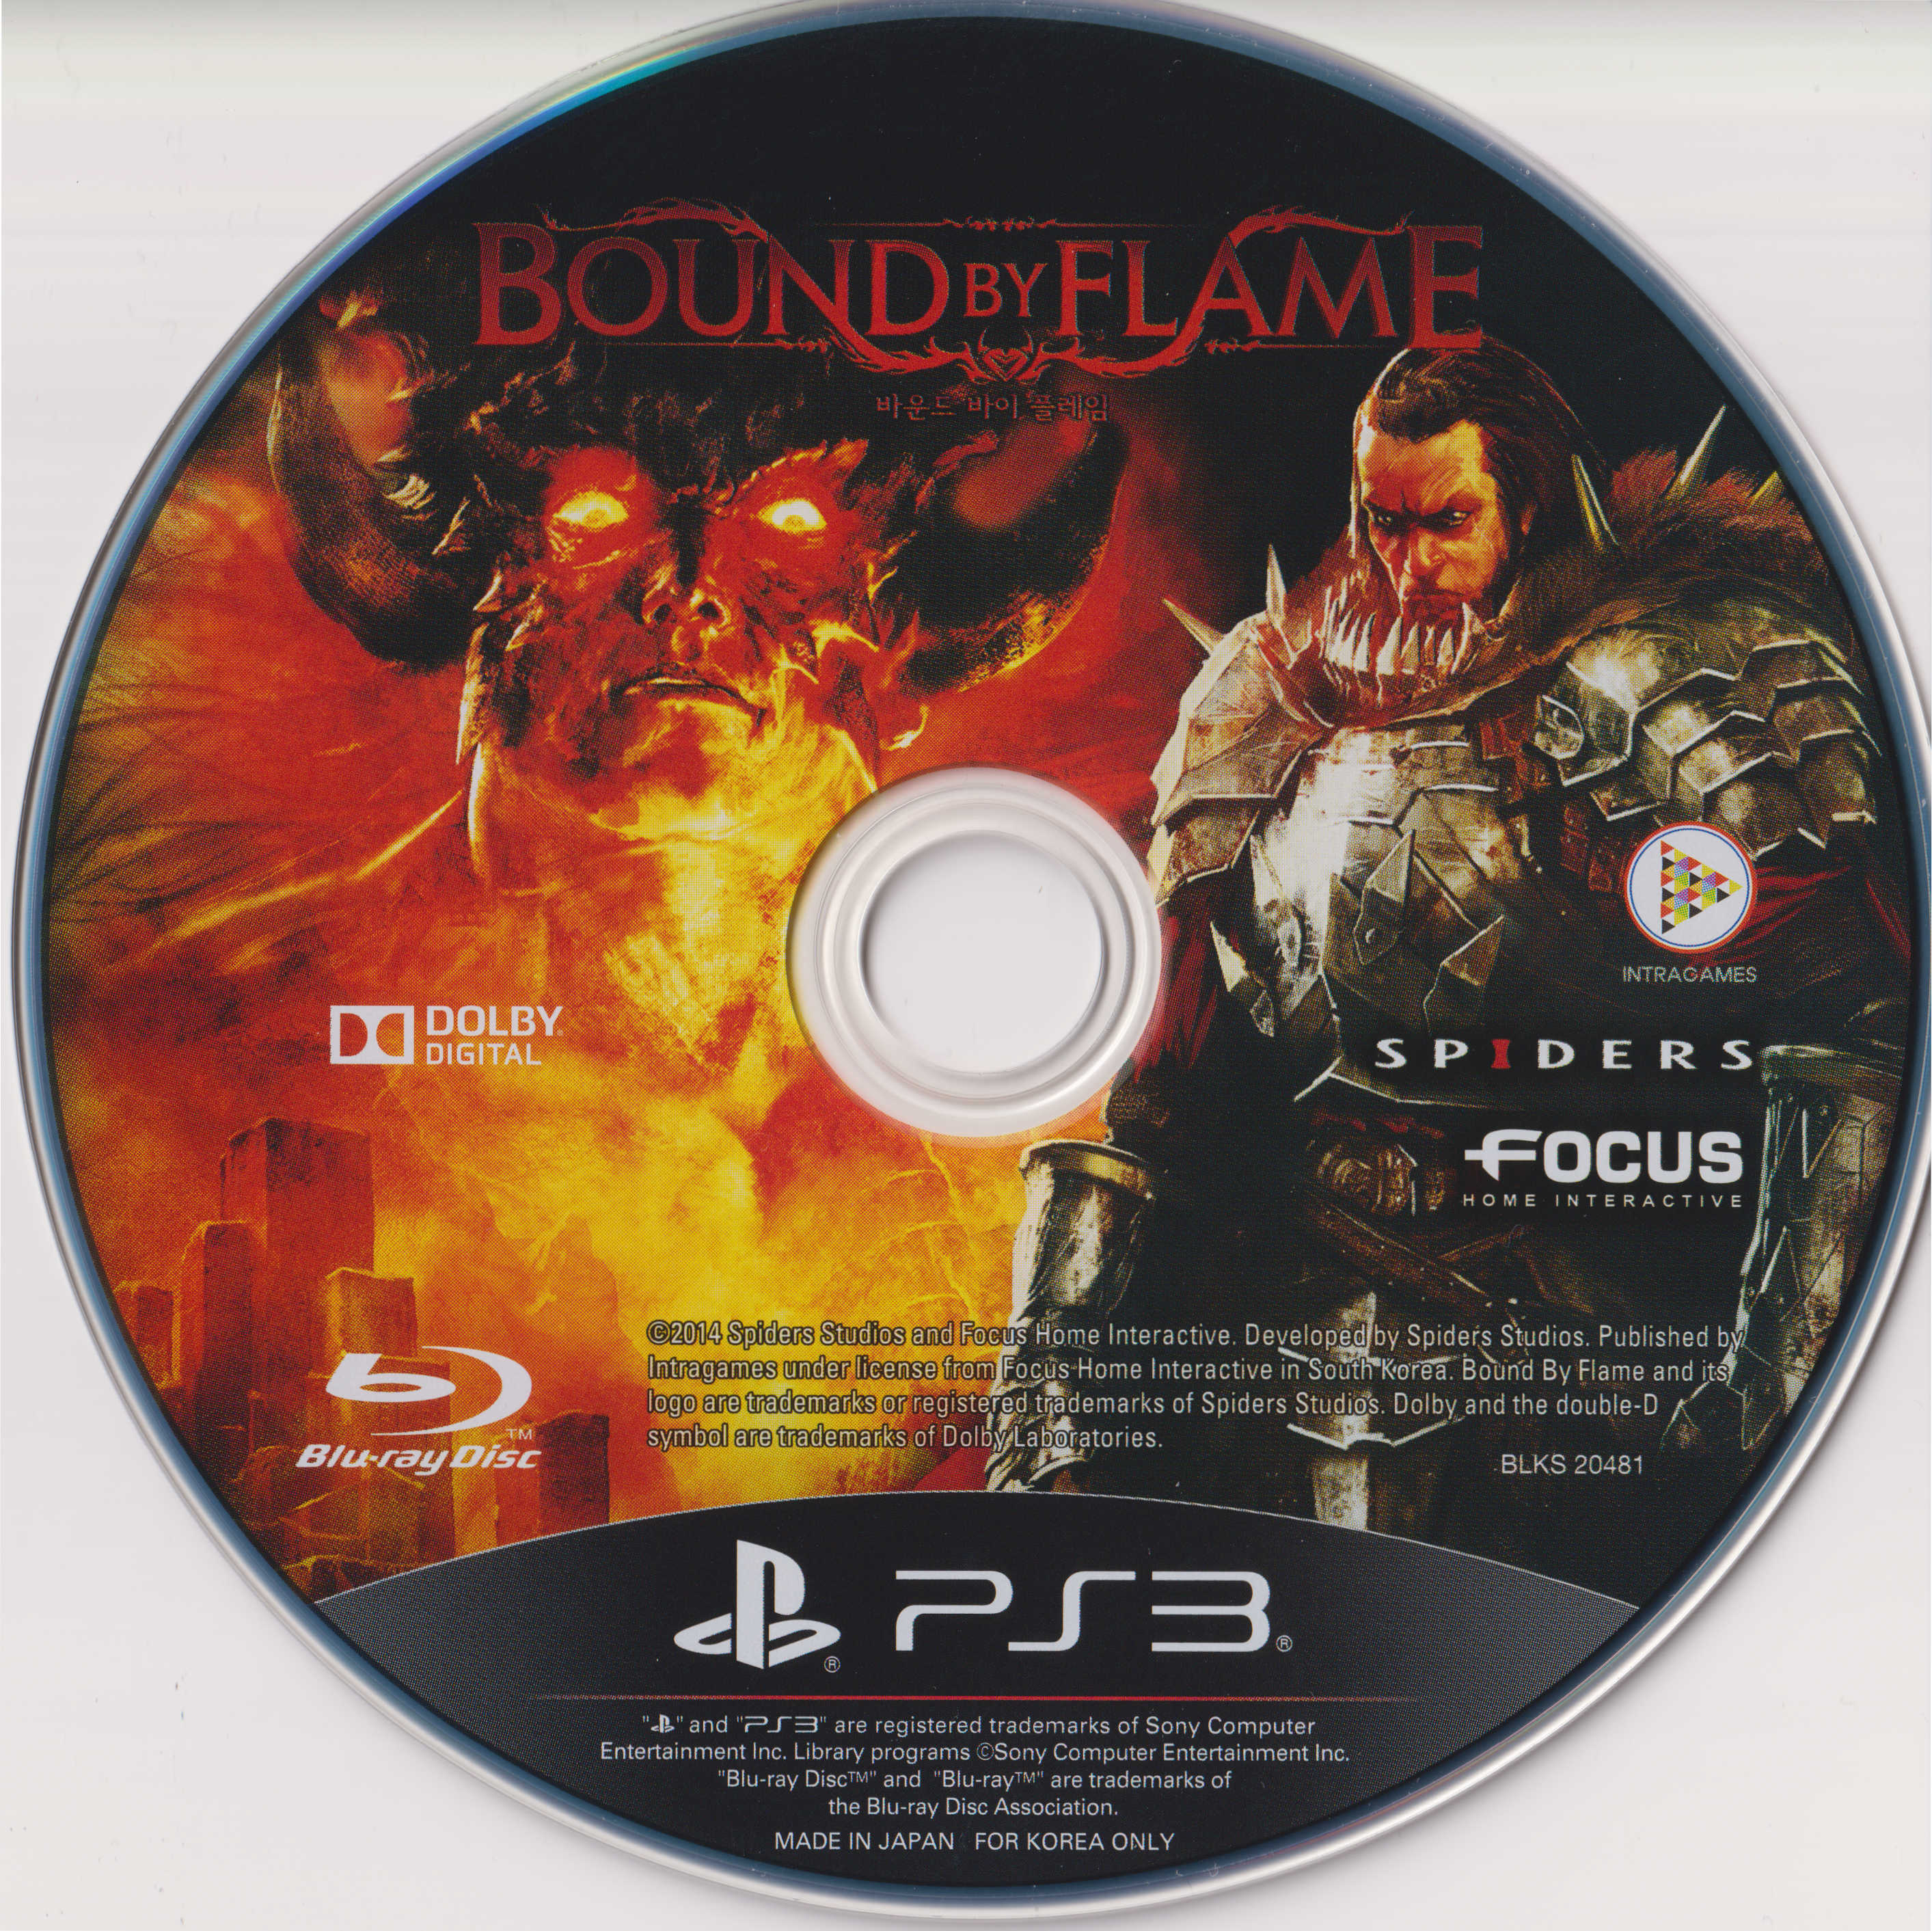 BOUND BY FLAME
바운드 바이 플레임
INTRAGAMES
DOLBY
DIGITAL
SPIDERS
FOCUS
HOME INTERACTIVE
©2014 Spiders Studios and Focus Home Interactive. Developed by Spiders Studios. Published by
Intragames under license from Focus Home Interactive in South Korea. Bound By Flame and its
logo are trademarks or registered trademarks of Spiders Studios. Dolby and the double-D
symbol are trademarks of Dolby Laboratories.
Blu-ray Disc™
BLKS 20481
PS3®
"PS" and "PS3" are registered trademarks of Sony Computer
Entertainment Inc. Library programs ©Sony Computer Entertainment Inc.
"Blu-ray Disc™" and "Blu-ray™" are trademarks of
the Blu-ray Disc Association.
MADE IN JAPAN FOR KOREA ONLY